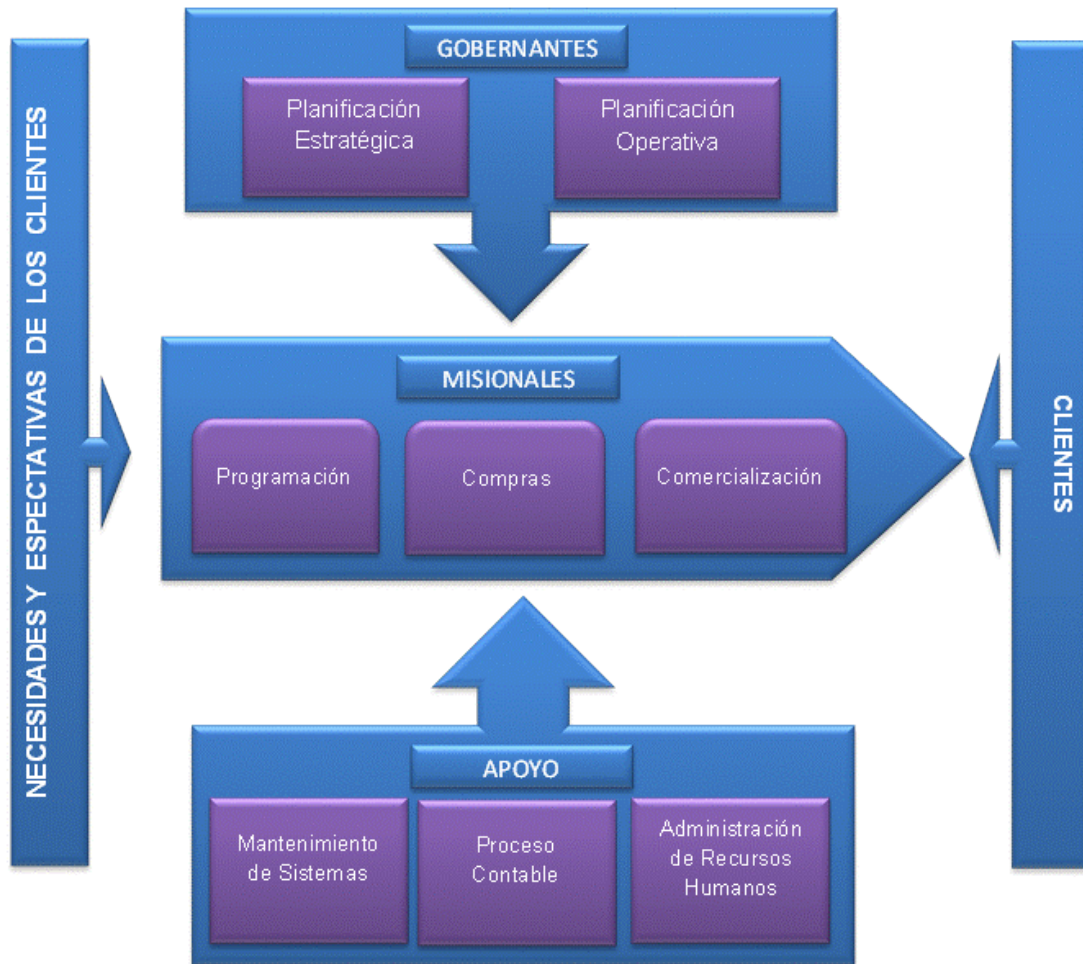 NECESIDADES Y ESPECTATIVAS DE LOS CLIENTES
GOBERNANTES
Planificación
Estratégica
Planificación
Operativa
MISIONALES
Programación
Compras
Comercialización
APOYO
Mantenimiento
de Sistemas
Proceso
Contable
Administración
de Recursos
Humanos
CLIENTES